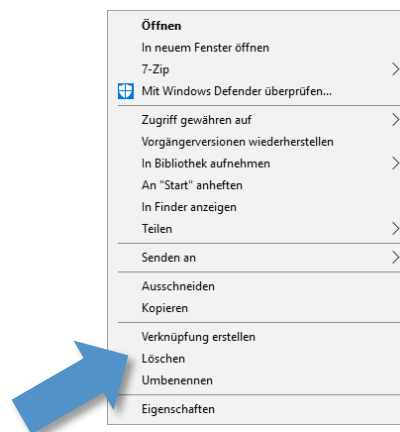 Öffnen
In neuem Fenster öffnen
7-Zip
Mit Windows Defender überprüfen...
Zugriff gewähren auf
Vorgängerversionen wiederherstellen
In Bibliothek aufnehmen
An "Start" anheften
In Finder anzeigen
Teilen
Senden an
Ausschneiden
Kopieren
Verknüpfung erstellen
Löschen
Umbenennen
Eigenschaften